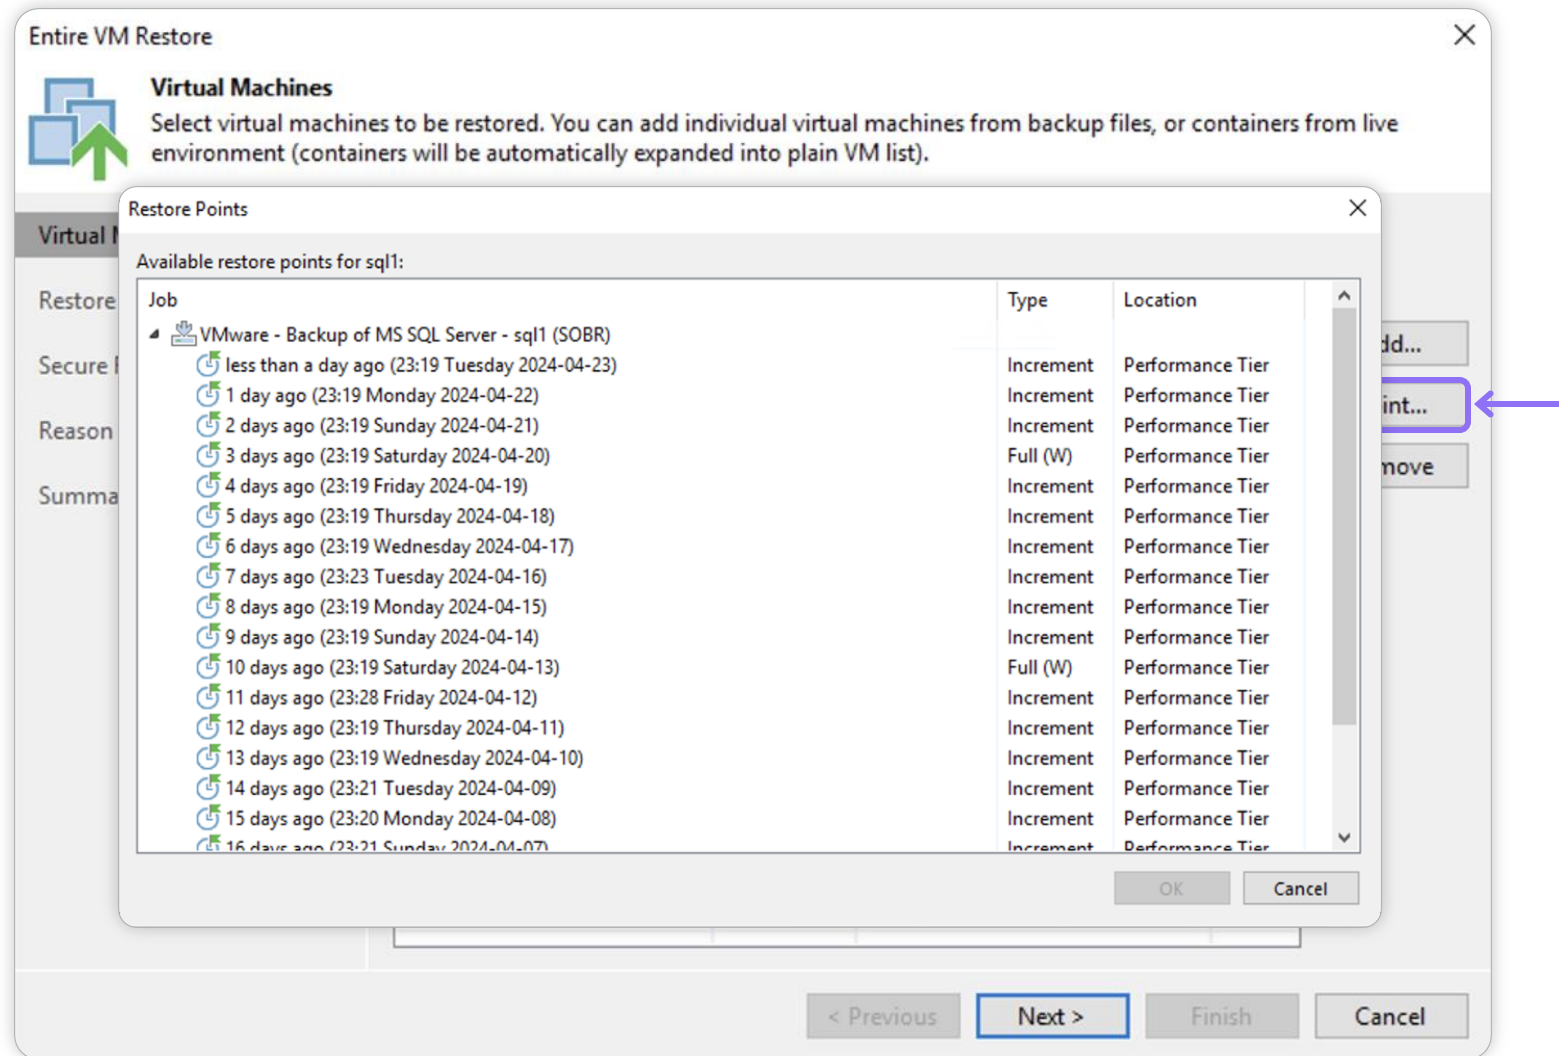 Entire VM Restore
Virtual Machines
Select virtual machines to be restored. You can add individual virtual machines from backup files, or containers from live
environment (containers will be automatically expanded into plain VM list).
Restore Points
Virtual
Available restore points for sql1:
Job Type Location
Restore
VMware - Backup of MS SQL Server - sql1 (SOBR)
dd...
less than a day ago (23:19 Tuesday 2024-04-23) Increment Performance Tier
Secure
1 day ago (23:19 Monday 2024-04-22) Increment Performance Tier
int...
2 days ago (23:19 Sunday 2024-04-21) Increment Performance Tier
Reason
3 days ago (23:19 Saturday 2024-04-20) Full (W) Performance Tier
move
4 days ago (23:19 Friday 2024-04-19) Increment Performance Tier
Summa
5 days ago (23:19 Thursday 2024-04-18) Increment Performance Tier
6 days ago (23:19 Wednesday 2024-04-17) Increment Performance Tier
7 days ago (23:23 Tuesday 2024-04-16) Increment Performance Tier
8 days ago (23:19 Monday 2024-04-15) Increment Performance Tier
9 days ago (23:19 Sunday 2024-04-14) Increment Performance Tier
10 days ago (23:19 Saturday 2024-04-13) Full (W) Performance Tier
11 days ago (23:28 Friday 2024-04-12) Increment Performance Tier
12 days ago (23:19 Thursday 2024-04-11) Increment Performance Tier
13 days ago (23:19 Wednesday 2024-04-10) Increment Performance Tier
14 days ago (23:21 Tuesday 2024-04-09) Increment Performance Tier
15 days ago (23:20 Monday 2024-04-08) Increment Performance Tier
16 days ago (23:21 Sunday 2024-04-07) Increment Performance Tier
OK Cancel
< Previous Next > Finish Cancel